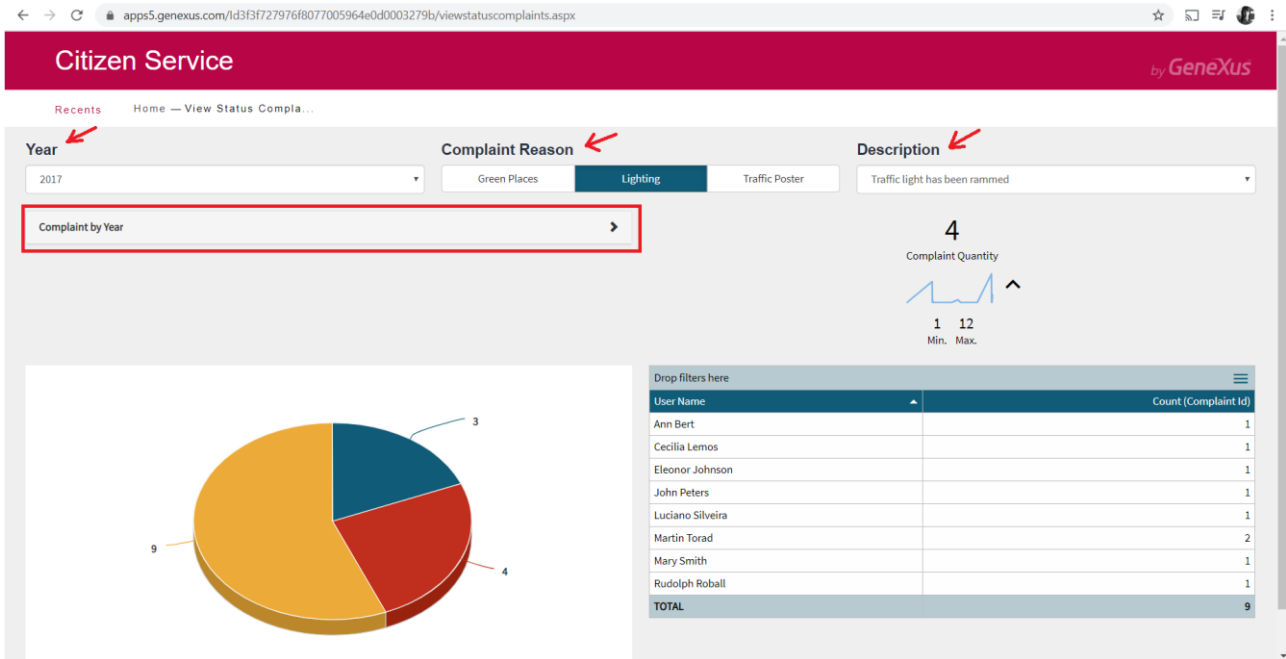 apps5.genexus.com/Id3f3f727976f8077005964e0d0003279b/viewstatuscomplaints.aspx
Citizen Service
by GeneXus
Recents Home — View Status Compla...
Year
2017
Complaint Reason
Green Places Lighting Traffic Poster
Description
Traffic light has been rammed
Complaint by Year
4
Complaint Quantity
1 12
Min. Max.
3
9
4
Drop filters here
User Name Count (Complaint Id)
Ann Bert 1
Cecilia Lemos 1
Eleonor Johnson 1
John Peters 1
Luciano Silveira 1
Martin Torad 2
Mary Smith 1
Rudolph Roball 1
TOTAL 9